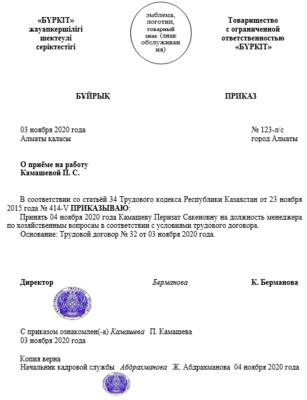 «БҮРКІТ»
жауапкершілігі
шектеулі
серіктестігі
эмблема,
логотип,
товарный
знак (знак
обслуживан
ия)
Товарищество
с ограниченной
ответственностью
«БҮРКІТ»
БҰЙРЫҚ
ПРИКАЗ
03 ноября 2020 года
№ 123-л/с
Алматы қаласы
город Алматы
О приёме на работу
Камашевой П. С.
В соответствии со статьёй 34 Трудового кодекса Республики Казахстан от 23 ноября
2015 года № 414-V ПРИКАЗЫВАЮ:
Принять 04 ноября 2020 года Камашеву Перизат Сакеновну на должность менеджера
по хозяйственным вопросам в соответствии с условиями трудового договора.
Основание: Трудовой договор № 32 от 03 ноября 2020 года.
Директор Берманова К. Берманова
С приказом ознакомлен(-а) Камашева П. Камашева
03 ноября 2020 года
Копия верна
Начальник кадровой службы Абдрахманова Ж. Абдрахманова 04 ноября 2020 года